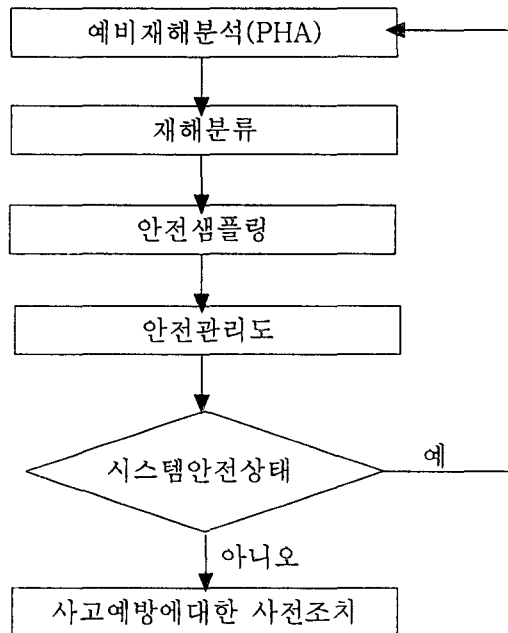 예비재해분석(PHA)
재해분류
안전샘플링
안전관리도
시스템안전상태
예
아니오
사고예방에대한 사전조치